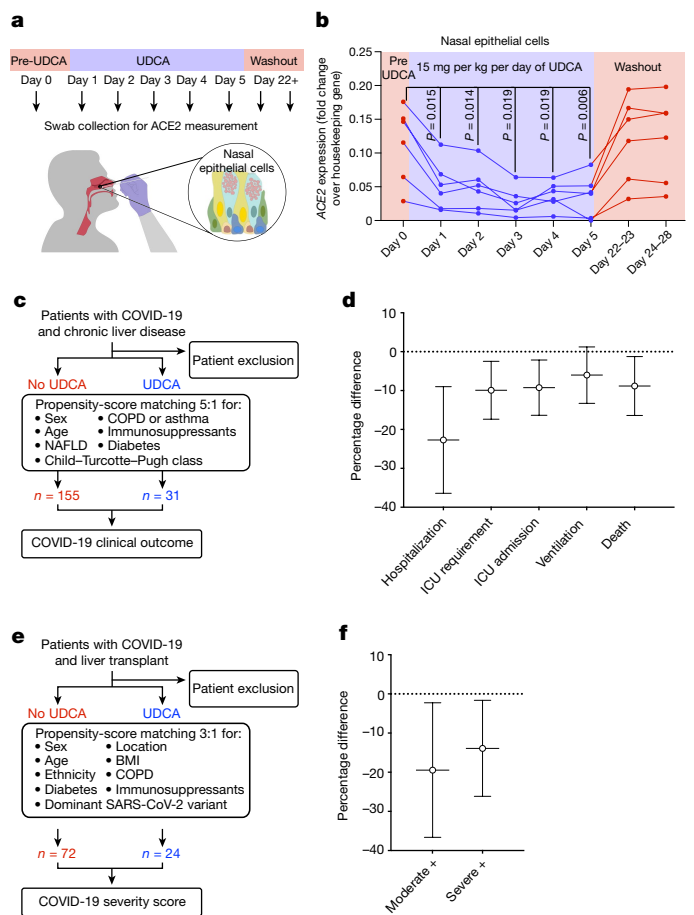 a
Pre-UDCA UDCA Washout
Day 0 Day 1 Day 2 Day 3 Day 4 Day 5 Day 22+
Swab collection for ACE2 measurement
Nasal
epithelial cells
b
Nasal epithelial cells
ACE2 expression (fold change
over housekeeping gene)
0.25
0.20
0.15
0.10
0.05
0
Pre
UDCA
15 mg per kg per day of UDCA
Washout
P = 0.015
P = 0.014
P = 0.019
P = 0.019
P = 0.006
Day 0
Day 1
Day 2
Day 3
Day 4
Day 5
Day 22–23
Day 24–28
c
Patients with COVID-19
and chronic liver disease
Patient exclusion
No UDCA UDCA
Propensity-score matching 5:1 for:
• Sex • COPD or asthma
• Age • Immunosuppressants
• NAFLD • Diabetes
• Child–Turcotte–Pugh class
n = 155 n = 31
COVID-19 clinical outcome
d
Percentage difference
10
0
–10
–20
–30
–40
Hospitalization
ICU requirement
ICU admission
Ventilation
Death
e
Patients with COVID-19
and liver transplant
Patient exclusion
No UDCA UDCA
Propensity-score matching 3:1 for:
• Sex • Location
• Age • BMI
• Ethnicity • COPD
• Diabetes • Immunosuppressants
• Dominant SARS-CoV-2 variant
n = 72 n = 24
COVID-19 severity score
f
Percentage difference
10
0
–10
–20
–30
–40
Moderate +
Severe +